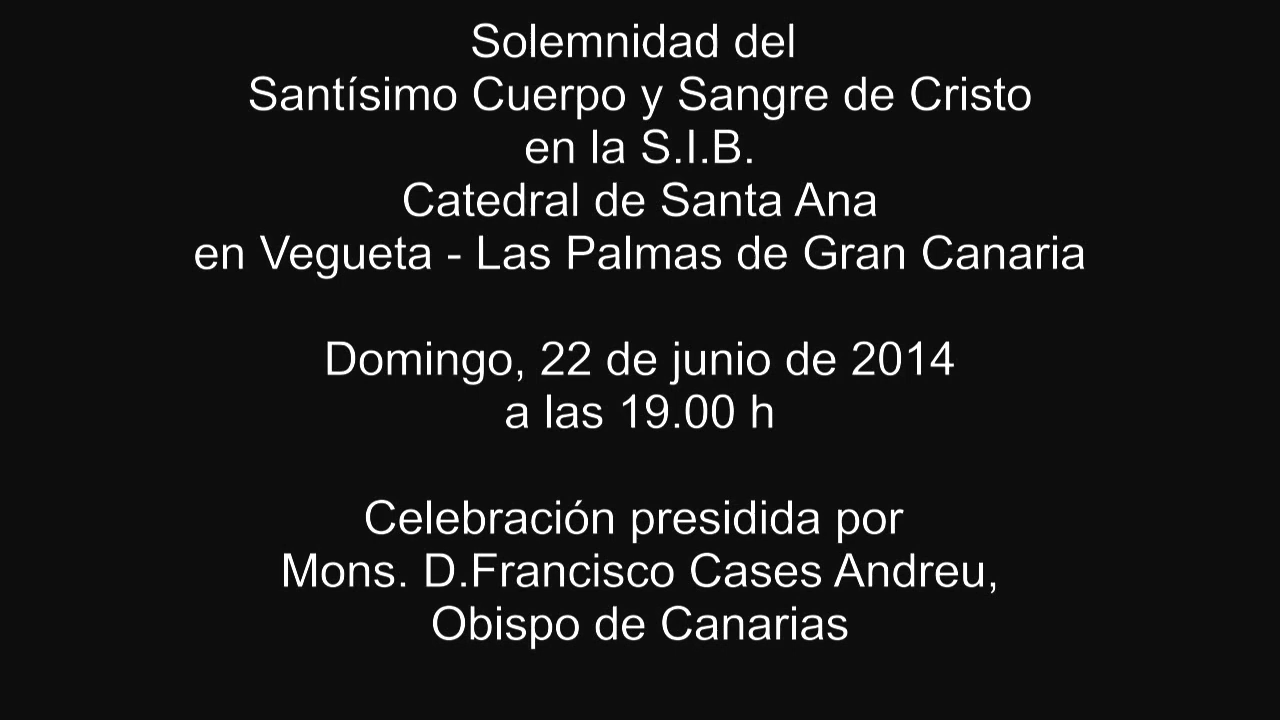 Solemnidad del
Santísimo Cuerpo y Sangre de Cristo
en la S.I.B.
Catedral de Santa Ana
en Vegueta - Las Palmas de Gran Canaria
Domingo, 22 de junio de 2014
a las 19.00 h
Celebración presidida por
Mons. D.Francisco Cases Andreu,
Obispo de Canarias